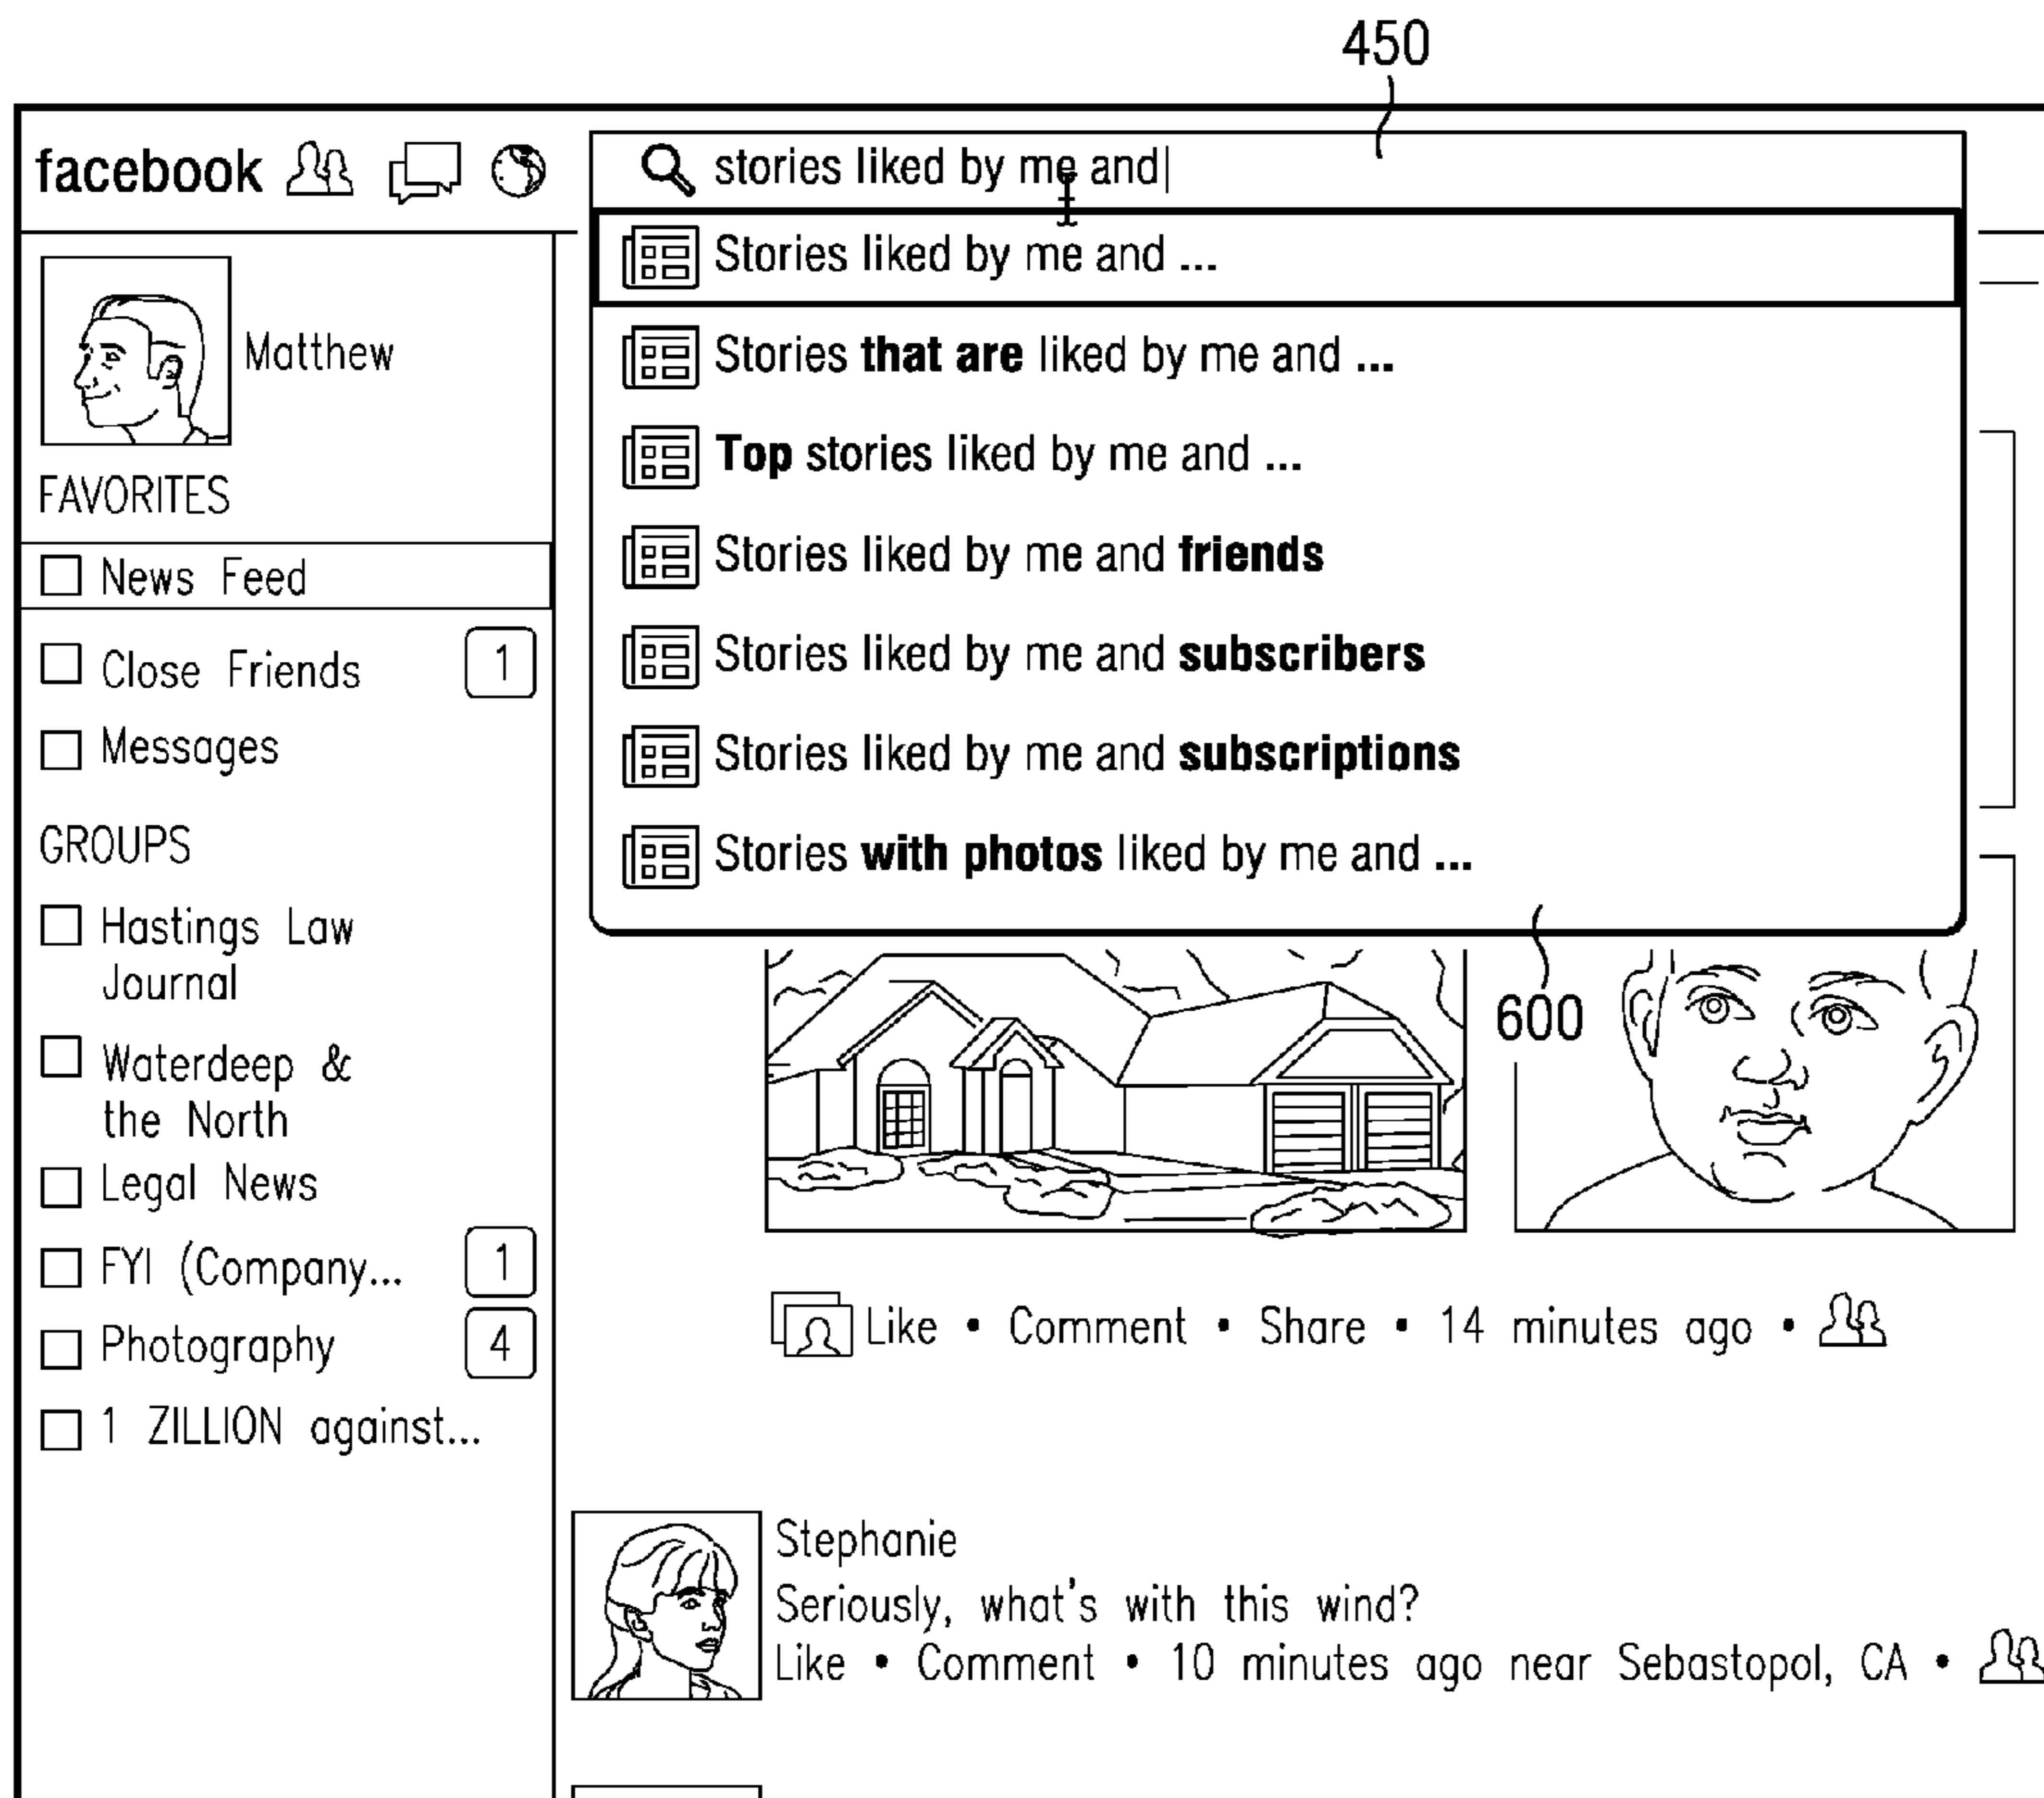 450
facebook
stories liked by me and
Stories liked by me and ...
Stories that are liked by me and ...
Top stories liked by me and ...
Stories liked by me and friends
Stories liked by me and subscribers
Stories liked by me and subscriptions
Stories with photos liked by me and ...
600
Matthew
FAVORITES
News Feed
Close Friends 1
Messages
GROUPS
Hastings Law
Journal
Waterdeep &
the North
Legal News
FYI (Company... 1
Photography 4
1 ZILLION against...
Like • Comment • Share • 14 minutes ago •
Stephanie
Seriously, what's with this wind?
Like • Comment • 10 minutes ago near Sebastopol, CA •